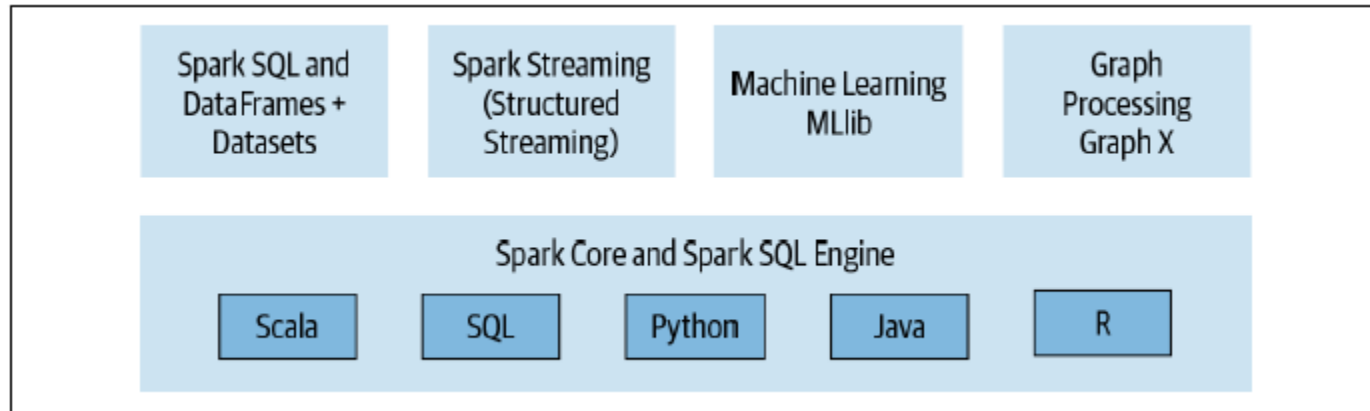 Spark SQL and
DataFrames +
Datasets
Spark Streaming
(Structured
Streaming)
Machine Learning
MLlib
Graph
Processing
Graph X
Spark Core and Spark SQL Engine
Scala
SQL
Python
Java
R